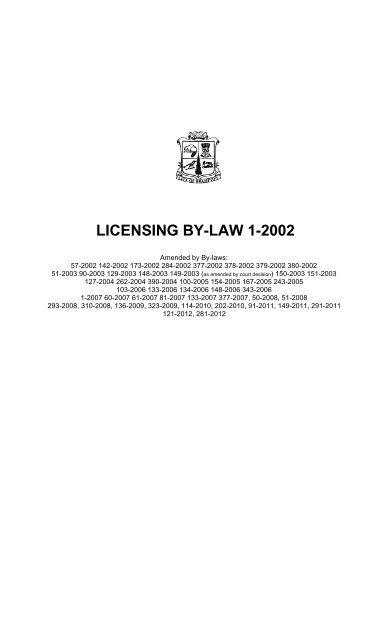 CITY OF BRAMPTON
LICENSING BY-LAW 1-2002
Amended by By-laws:
57-2002 142-2002 173-2002 284-2002 377-2002 378-2002 379-2002 380-2002
51-2003 90-2003 129-2003 148-2003 149-2003 (as amended by court decision) 150-2003 151-2003
127-2004 262-2004 390-2004 100-2005 154-2005 167-2005 243-2005
103-2006 133-2006 134-2006 148-2006 343-2006
1-2007 60-2007 61-2007 81-2007 133-2007 377-2007, 50-2008, 51-2008
293-2008, 310-2008, 136-2009, 323-2009, 114-2010, 202-2010, 91-2011, 149-2011, 291-2011
121-2012, 281-2012